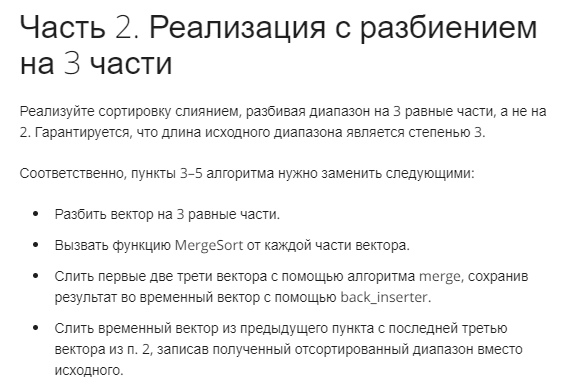 Часть 2. Реализация с разбиением
на 3 части
Реализуйте сортировку слиянием, разбивая диапазон на 3 равные части, а не на
2. Гарантируется, что длина исходного диапазона является степенью 3.
Соответственно, пункты 3–5 алгоритма нужно заменить следующими:
• Разбить вектор на 3 равные части.
• Вызвать функцию MergeSort от каждой части вектора.
• Слить первые две трети вектора с помощью алгоритма merge, сохранив
результат во временный вектор с помощью back_inserter.
• Слить временный вектор из предыдущего пункта с последней третью
вектора из п. 2, записав полученный отсортированный диапазон вместо
исходного.